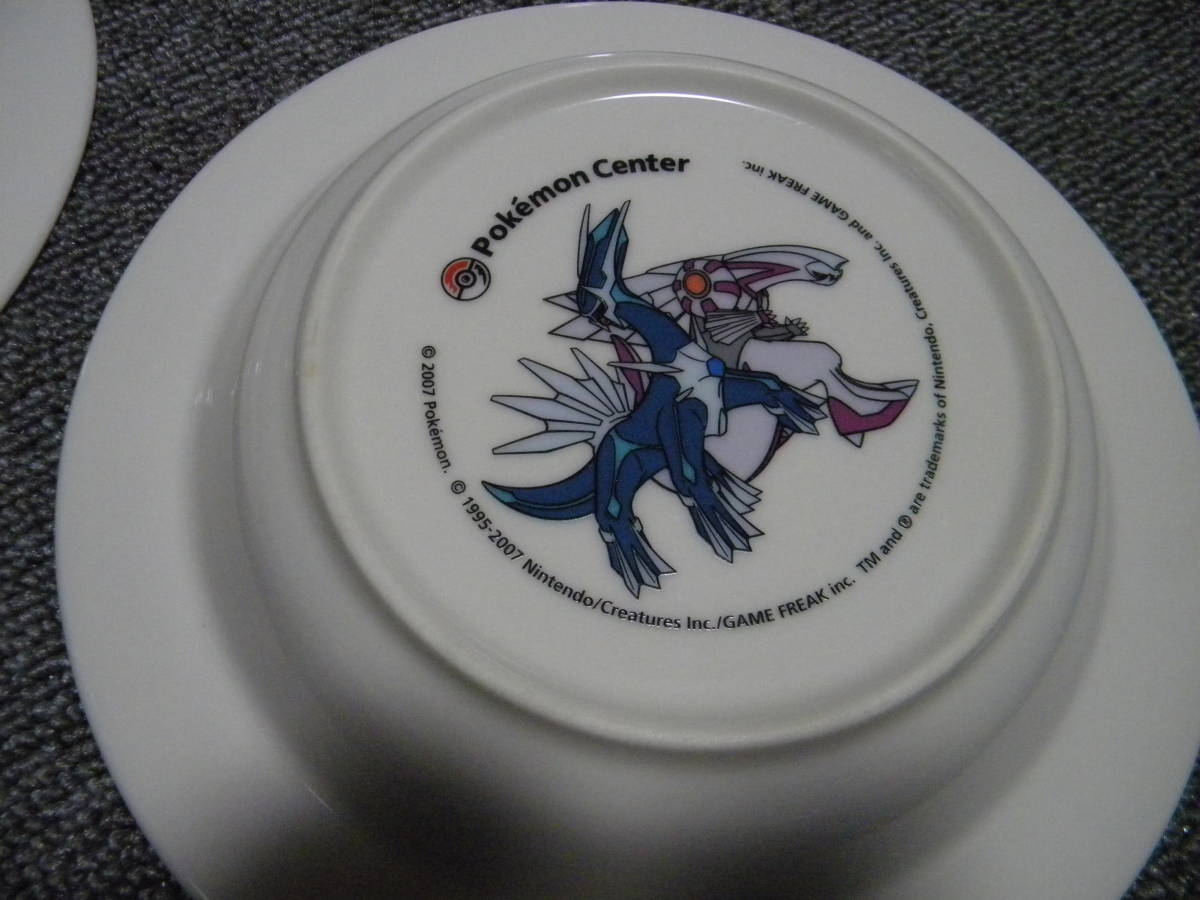 Pokémon Center
© 2007 Pokémon. © 1995-2007 Nintendo/Creatures Inc./GAME FREAK inc. TM and ® are trademarks of Nintendo, Creatures Inc. and GAME FREAK inc.